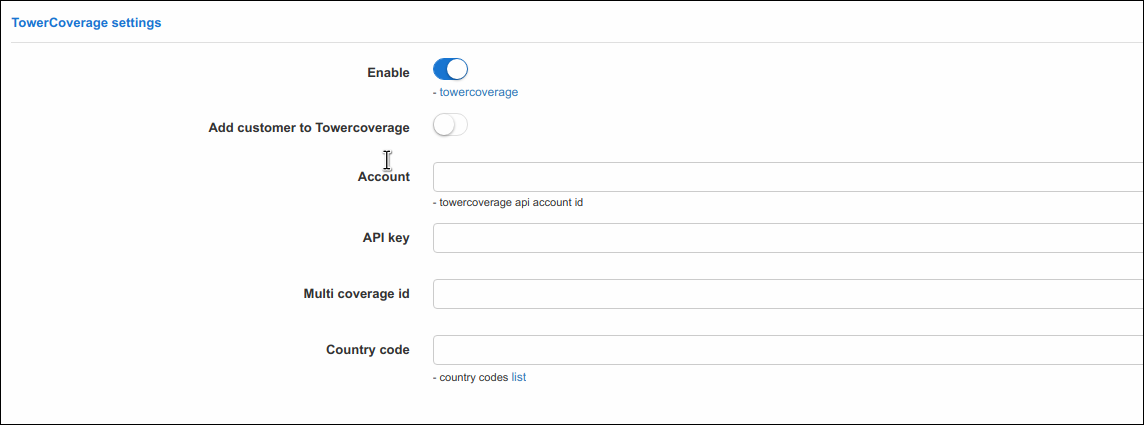 TowerCoverage settings
Enable
- towercoverage
Add customer to Towercoverage
Account
- towercoverage api account id
API key
Multi coverage id
Country code
- country codes list